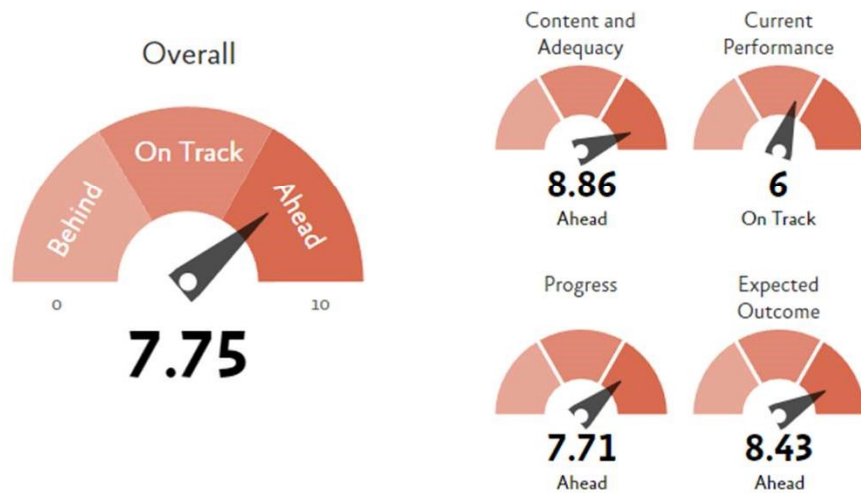 Overall
Behind
On Track
Ahead
0
10
7.75
Content and
Adequacy
8.86
Ahead
Current
Performance
6
On Track
Progress
7.71
Ahead
Expected
Outcome
8.43
Ahead